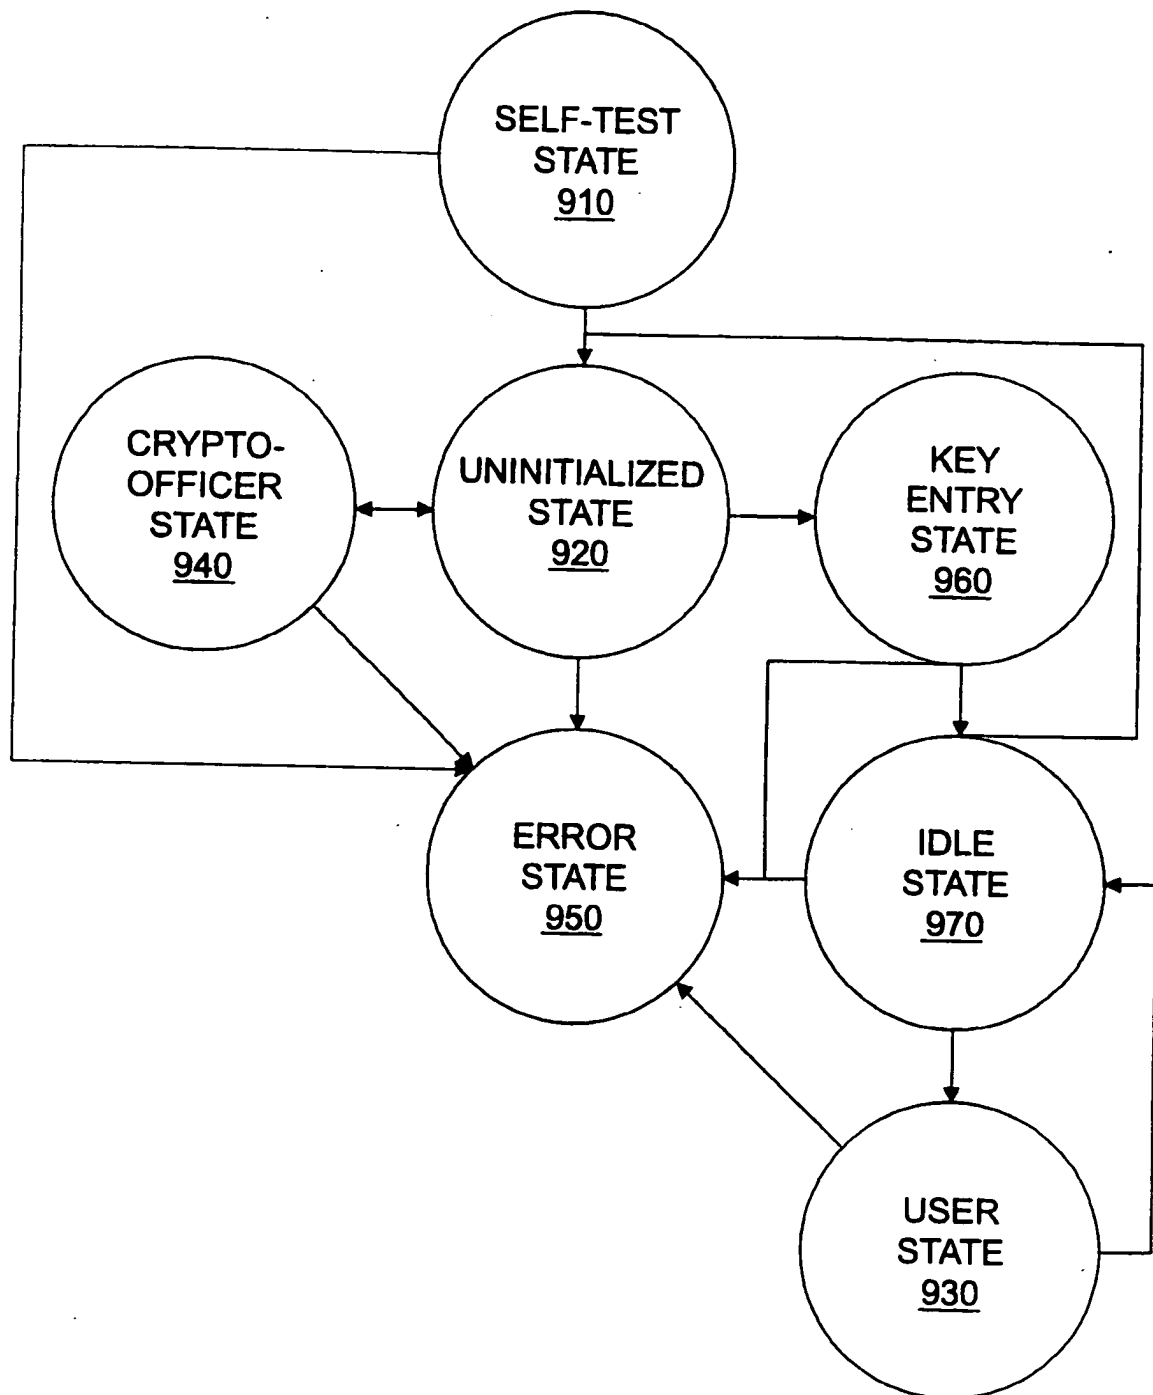 SELF-TEST
STATE
910
CRYPTO-
OFFICER
STATE
940
UNINITIALIZED
STATE
920
KEY
ENTRY
STATE
960
ERROR
STATE
950
IDLE
STATE
970
USER
STATE
930